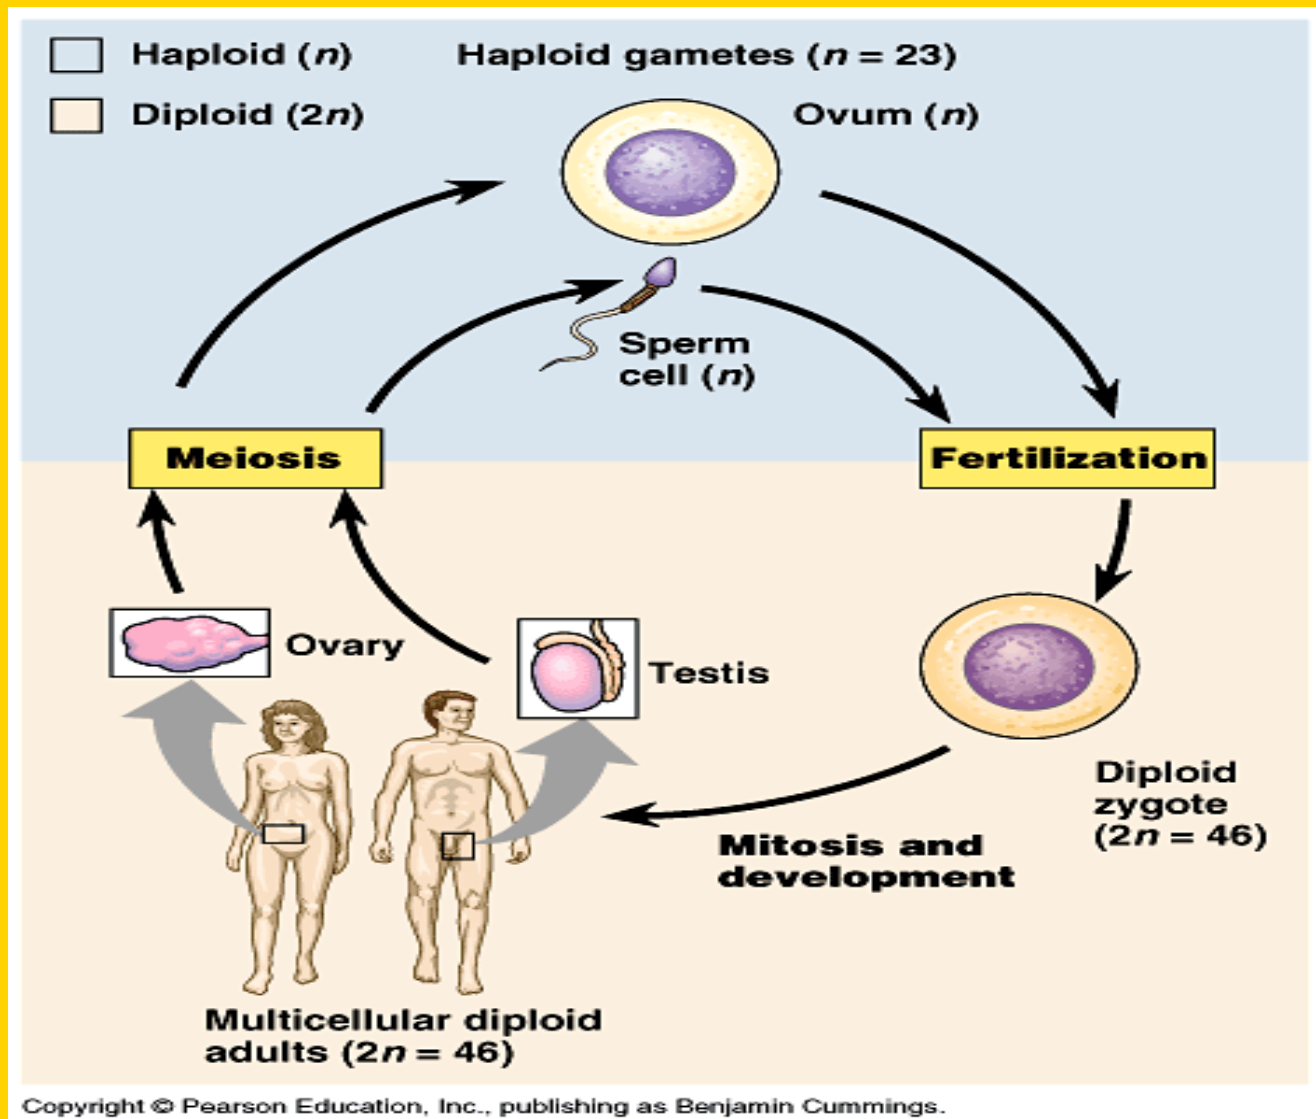 Haploid (n)
Haploid gametes (n = 23)
Diploid (2n)
Ovum (n)
Sperm
cell (n)
Meiosis
Fertilization
Ovary
Testis
Diploid
zygote
(2n = 46)
Mitosis and
development
Multicellular diploid
adults (2n = 46)
Copyright © Pearson Education, Inc., publishing as Benjamin Cummings.